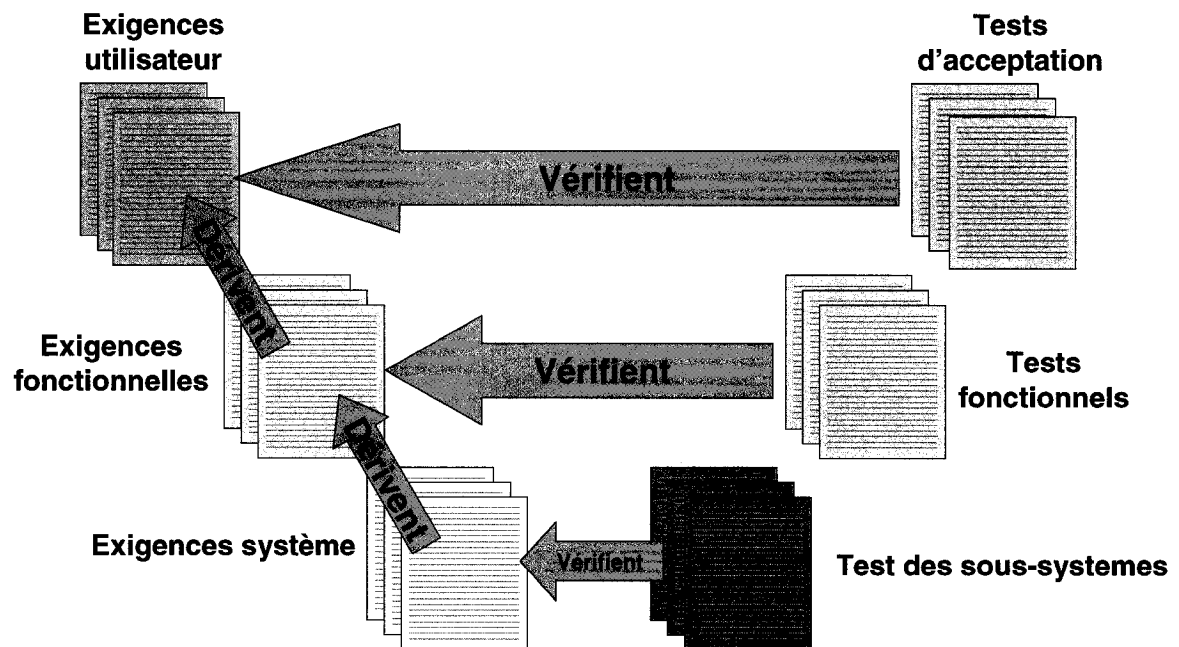 Exigences
utilisateur
Tests
d'acceptation
Vérifient
Dérivent
Exigences
fonctionnelles
Vérifient
Tests
fonctionnels
Dérivent
Exigences système
Vérifient
Test des sous-systemes